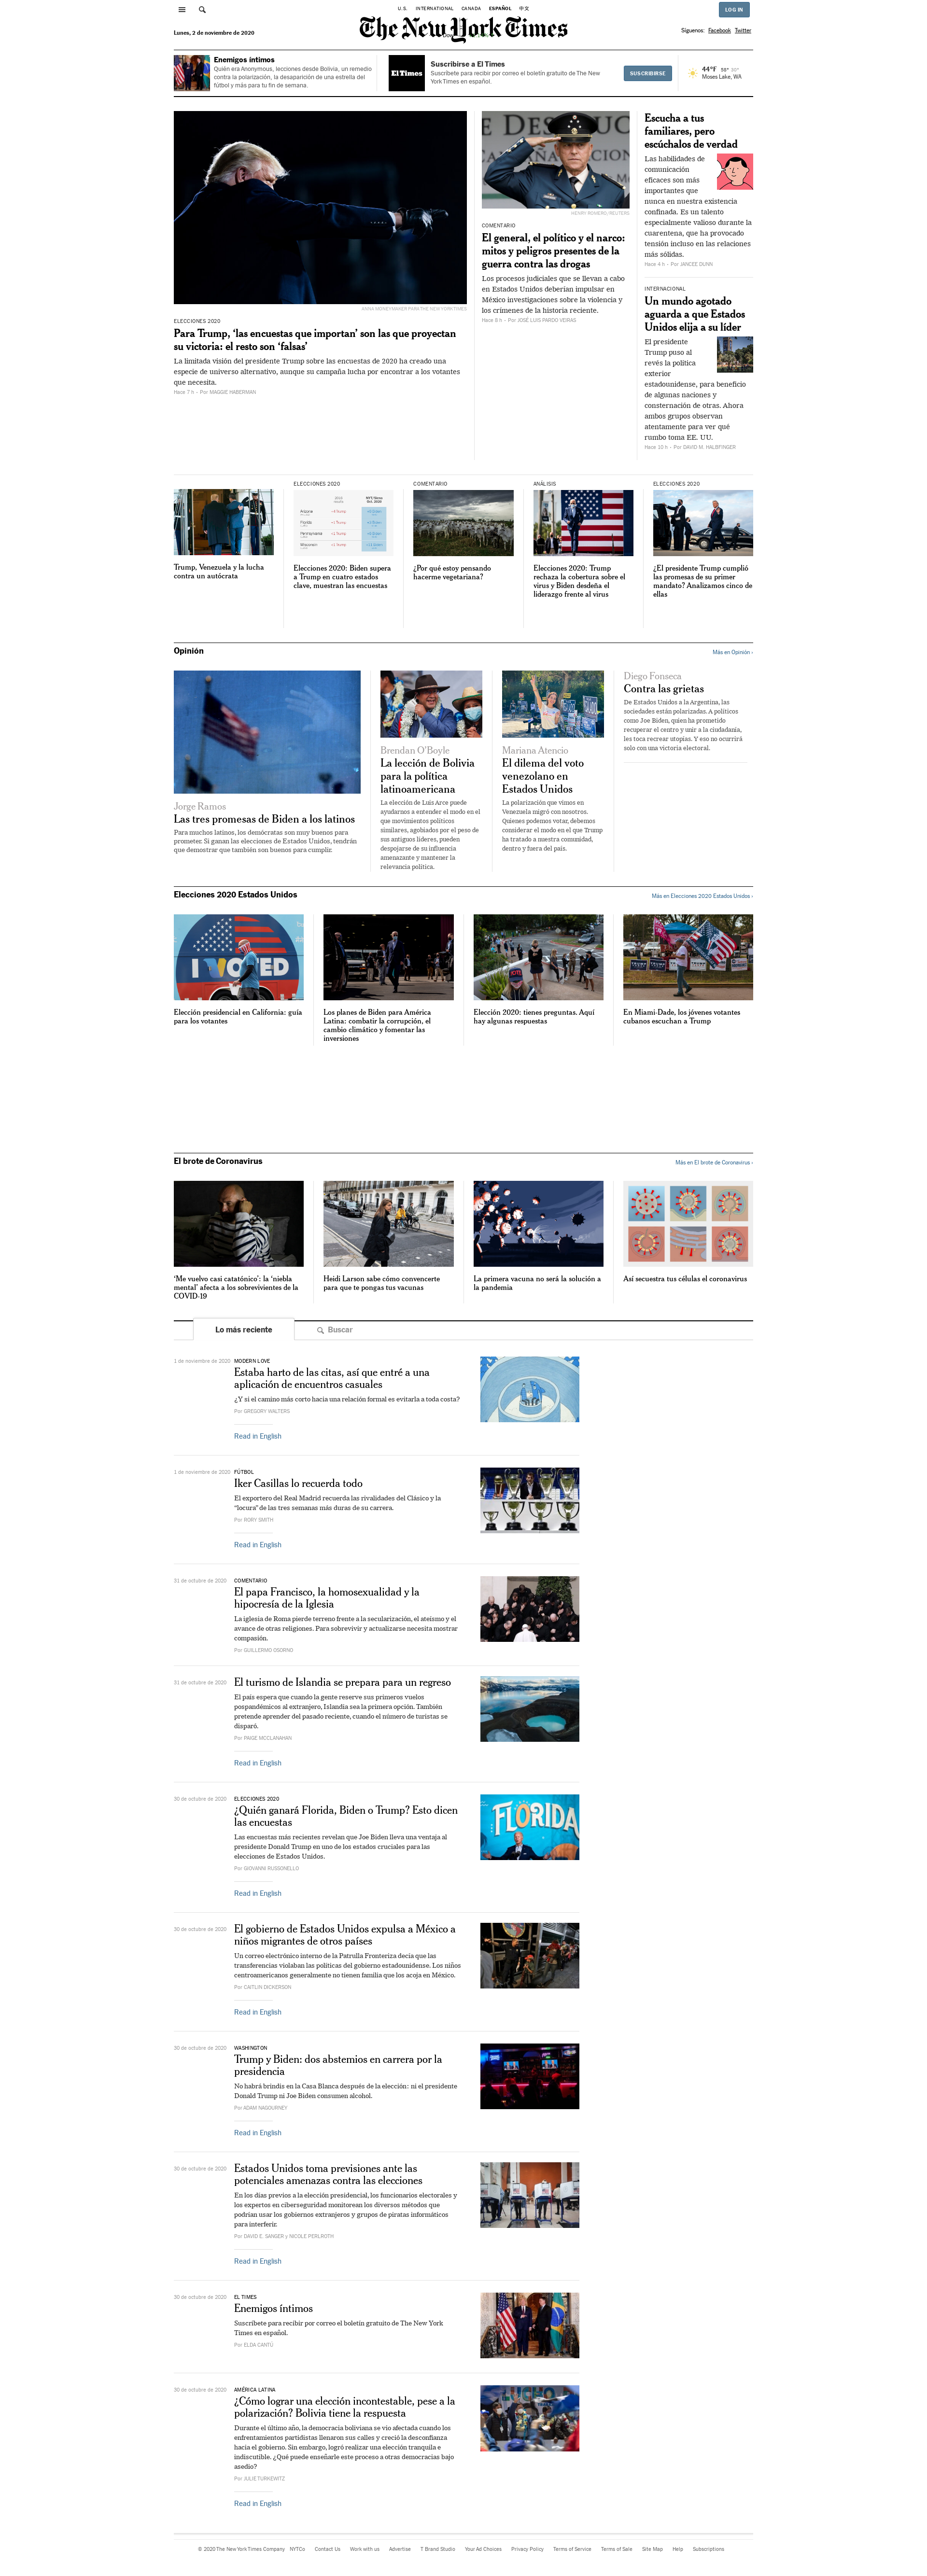 U.S. INTERNATIONAL CANADA ESPAÑOL 中文
LOG IN
The New York Times
Lunes, 2 de noviembre de 2020
Síguenos: Facebook Twitter
Enemigos íntimos
Quién era Anonymous, lecciones desde Bolivia, un remedio
contra la polarización, la desaparición de una estrella del
fútbol y más para tu fin de semana.
El Times
Suscribirse a El Times
Suscríbete para recibir por correo el boletín gratuito de The New
York Times en español.
SUSCRIBIRSE
44°F 55° 30°
Moses Lake, WA
ANNA MONEYMAKER PARA THE NEW YORK TIMES
ELECCIONES 2020
Para Trump, ‘las encuestas que importan’ son las que proyectan
su victoria: el resto son ‘falsas’
La limitada visión del presidente Trump sobre las encuestas de 2020 ha creado una
especie de universo alternativo, aunque su campaña lucha por encontrar a los votantes
que necesita.
Hace 7 h - Por MAGGIE HABERMAN
HENRY ROMERO/REUTERS
COMENTARIO
El general, el político y el narco:
mitos y peligros presentes de la
guerra contra las drogas
Los procesos judiciales que se llevan a cabo
en Estados Unidos deberían impulsar en
México investigaciones sobre la violencia y
los crímenes de la historia reciente.
Hace 8 h - Por JOSÉ LUIS PARDO VEIRAS
Escucha a tus
familiares, pero
escúchalos de verdad
Las habilidades de
comunicación
eficaces son más
importantes que
nunca en nuestra existencia
confinada. Es un talento
especialmente valioso durante la
cuarentena, que ha provocado
tensión incluso en las relaciones
más sólidas.
Hace 4 h - Por JANCEE DUNN
INTERNACIONAL
Un mundo agotado
aguarda a que Estados
Unidos elija a su líder
El presidente
Trump puso al
revés la política
exterior
estadounidense, para beneficio
de algunas naciones y
consternación de otras. Ahora
ambos grupos observan
atentamente para ver qué
rumbo toma EE. UU.
Hace 10 h - Por DAVID M. HALBFINGER
Trump, Venezuela y la lucha
contra un autócrata
ELECCIONES 2020
Arizona
Florida
Pennsylvania
Wisconsin
Elecciones 2020: Biden supera
a Trump en cuatro estados
clave, muestran las encuestas
COMENTARIO
¿Por qué estoy pensando
hacerme vegetariana?
ANÁLISIS
Elecciones 2020: Trump
rechaza la cobertura sobre el
virus y Biden desdeña el
liderazgo frente al virus
ELECCIONES 2020
¿El presidente Trump cumplió
las promesas de su primer
mandato? Analizamos cinco de
ellas
Opinión
Más en Opinión ›
Jorge Ramos
Las tres promesas de Biden a los latinos
Para muchos latinos, los demócratas son muy buenos para
prometer. Si ganan las elecciones de Estados Unidos, tendrán
que demostrar que también son buenos para cumplir.
Brendan O’Boyle
La lección de Bolivia
para la política
latinoamericana
La elección de Luis Arce puede
ayudarnos a entender el modo en el
que movimientos políticos
similares, agobiados por el peso de
sus antiguos líderes, pueden
despojarse de su influencia
amenazante y mantener la
relevancia política.
Mariana Atencio
El dilema del voto
venezolano en
Estados Unidos
La polarización que vimos en
Venezuela migró con nosotros.
Quienes podemos votar, debemos
considerar el modo en el que Trump
ha tratado a nuestra comunidad,
dentro y fuera del país.
Diego Fonseca
Contra las grietas
De Estados Unidos a la Argentina, las
sociedades están polarizadas. A políticos
como Joe Biden, quien ha prometido
recuperar el centro y unir a la ciudadanía,
les toca recrear utopías. Y eso no ocurrirá
solo con una victoria electoral.
Elecciones 2020 Estados Unidos
Más en Elecciones 2020 Estados Unidos ›
I VOTED
Elección presidencial en California: guía
para los votantes
Los planes de Biden para América
Latina: combatir la corrupción, el
cambio climático y fomentar las
inversiones
Elección 2020: tienes preguntas. Aquí
hay algunas respuestas
En Miami-Dade, los jóvenes votantes
cubanos escuchan a Trump
El brote de Coronavirus
Más en El brote de Coronavirus ›
‘Me vuelvo casi catatónico’: la ‘niebla
mental’ afecta a los sobrevivientes de la
COVID-19
Heidi Larson sabe cómo convencerte
para que te pongas tus vacunas
La primera vacuna no será la solución a
la pandemia
Así secuestra tus células el coronavirus
Lo más reciente
Buscar
1 de noviembre de 2020
MODERN LOVE
Estaba harto de las citas, así que entré a una
aplicación de encuentros casuales
¿Y si el camino más corto hacia una relación formal es evitarla a toda costa?
Por GREGORY WALTERS
Read in English
1 de noviembre de 2020
FÚTBOL
Iker Casillas lo recuerda todo
El exportero del Real Madrid recuerda las rivalidades del Clásico y la
“locura” de las tres semanas más duras de su carrera.
Por RORY SMITH
Read in English
31 de octubre de 2020
COMENTARIO
El papa Francisco, la homosexualidad y la
hipocresía de la Iglesia
La iglesia de Roma pierde terreno frente a la secularización, el ateísmo y el
avance de otras religiones. Para sobrevivir y actualizarse necesita mostrar
compasión.
Por GUILLERMO OSORNO
31 de octubre de 2020
El turismo de Islandia se prepara para un regreso
El país espera que cuando la gente reserve sus primeros vuelos
pospandémicos al extranjero, Islandia sea la primera opción. También
pretende aprender del pasado reciente, cuando el número de turistas se
disparó.
Por PAIGE MCCLANAHAN
Read in English
30 de octubre de 2020
ELECCIONES 2020
¿Quién ganará Florida, Biden o Trump? Esto dicen
las encuestas
Las encuestas más recientes revelan que Joe Biden lleva una ventaja al
presidente Donald Trump en uno de los estados cruciales para las
elecciones de Estados Unidos.
Por GIOVANNI RUSSONELLO
FLORIDA
Read in English
30 de octubre de 2020
El gobierno de Estados Unidos expulsa a México a
niños migrantes de otros países
Un correo electrónico interno de la Patrulla Fronteriza decía que las
transferencias violaban las políticas del gobierno estadounidense. Los niños
centroamericanos generalmente no tienen familia que los acoja en México.
Por CAITLIN DICKERSON
Read in English
30 de octubre de 2020
WASHINGTON
Trump y Biden: dos abstemios en carrera por la
presidencia
No habrá brindis en la Casa Blanca después de la elección: ni el presidente
Donald Trump ni Joe Biden consumen alcohol.
Por ADAM NAGOURNEY
Read in English
30 de octubre de 2020
Estados Unidos toma previsiones ante las
potenciales amenazas contra las elecciones
En los días previos a la elección presidencial, los funcionarios electorales y
los expertos en ciberseguridad monitorean los diversos métodos que
podrían usar los gobiernos extranjeros y grupos de piratas informáticos
para interferir.
Por DAVID E. SANGER y NICOLE PERLROTH
Read in English
30 de octubre de 2020
EL TIMES
Enemigos íntimos
Suscríbete para recibir por correo el boletín gratuito de The New York
Times en español.
Por ELDA CANTÚ
30 de octubre de 2020
AMÉRICA LATINA
¿Cómo lograr una elección incontestable, pese a la
polarización? Bolivia tiene la respuesta
Durante el último año, la democracia boliviana se vio afectada cuando los
enfrentamientos partidistas llenaron sus calles y creció la desconfianza
hacia el gobierno. Sin embargo, logró realizar una elección tranquila e
indiscutible. ¿Qué puede enseñarle este proceso a otras democracias bajo
asedio?
Por JULIE TURKEWITZ
Read in English
© 2020 The New York Times Company NYTCo Contact Us Work with us Advertise T Brand Studio Your Ad Choices Privacy Policy Terms of Service Terms of Sale Site Map Help Subscriptions